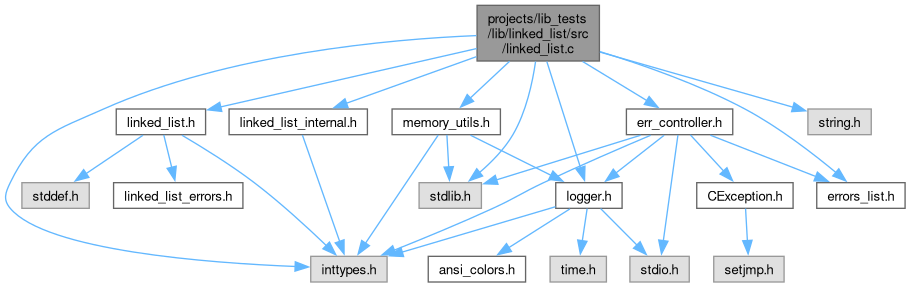 projects/lib_tests
/lib/linked_list/src
/linked_list.c
linked_list.h
linked_list_internal.h
memory_utils.h
err_controller.h
string.h
stddef.h
linked_list_errors.h
stdlib.h
logger.h
CException.h
errors_list.h
inttypes.h
ansi_colors.h
time.h
stdio.h
setjmp.h